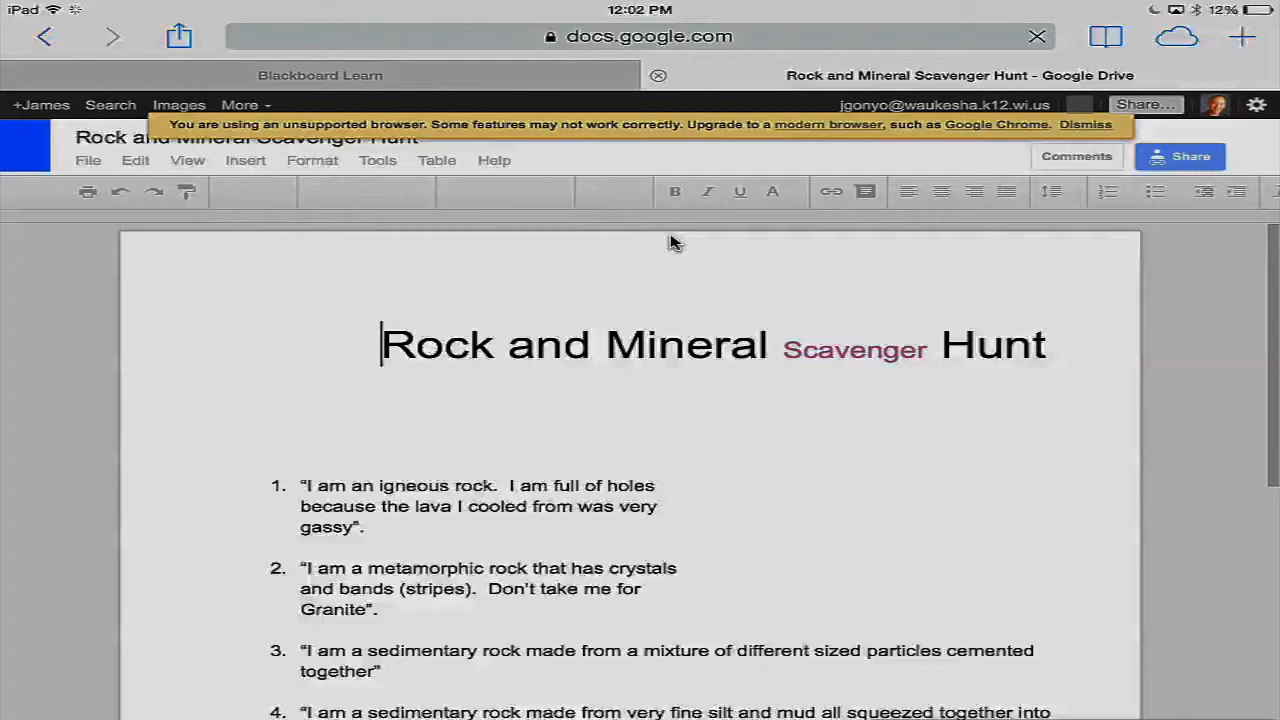 iPad 12:02 PM 12%
docs.google.com
Blackboard Learn Rock and Mineral Scavenger Hunt - Google Drive
+James Search Images More jgonyo@waukesha.k12.wi.us Share...
You are using an unsupported browser. Some features may not work correctly. Upgrade to a modern browser, such as Google Chrome. Dismiss
Rock and Mineral Scavenger Hunt
File Edit View Insert Format Tools Table Help Comments Share
B I U A
Rock and Mineral Scavenger Hunt
1. “I am an igneous rock. I am full of holes
because the lava I cooled from was very
gassy”.
2. “I am a metamorphic rock that has crystals
and bands (stripes). Don’t take me for
Granite”.
3. “I am a sedimentary rock made from a mixture of different sized particles cemented
together”
4. “I am a sedimentary rock made from very fine silt and mud all squeezed together into